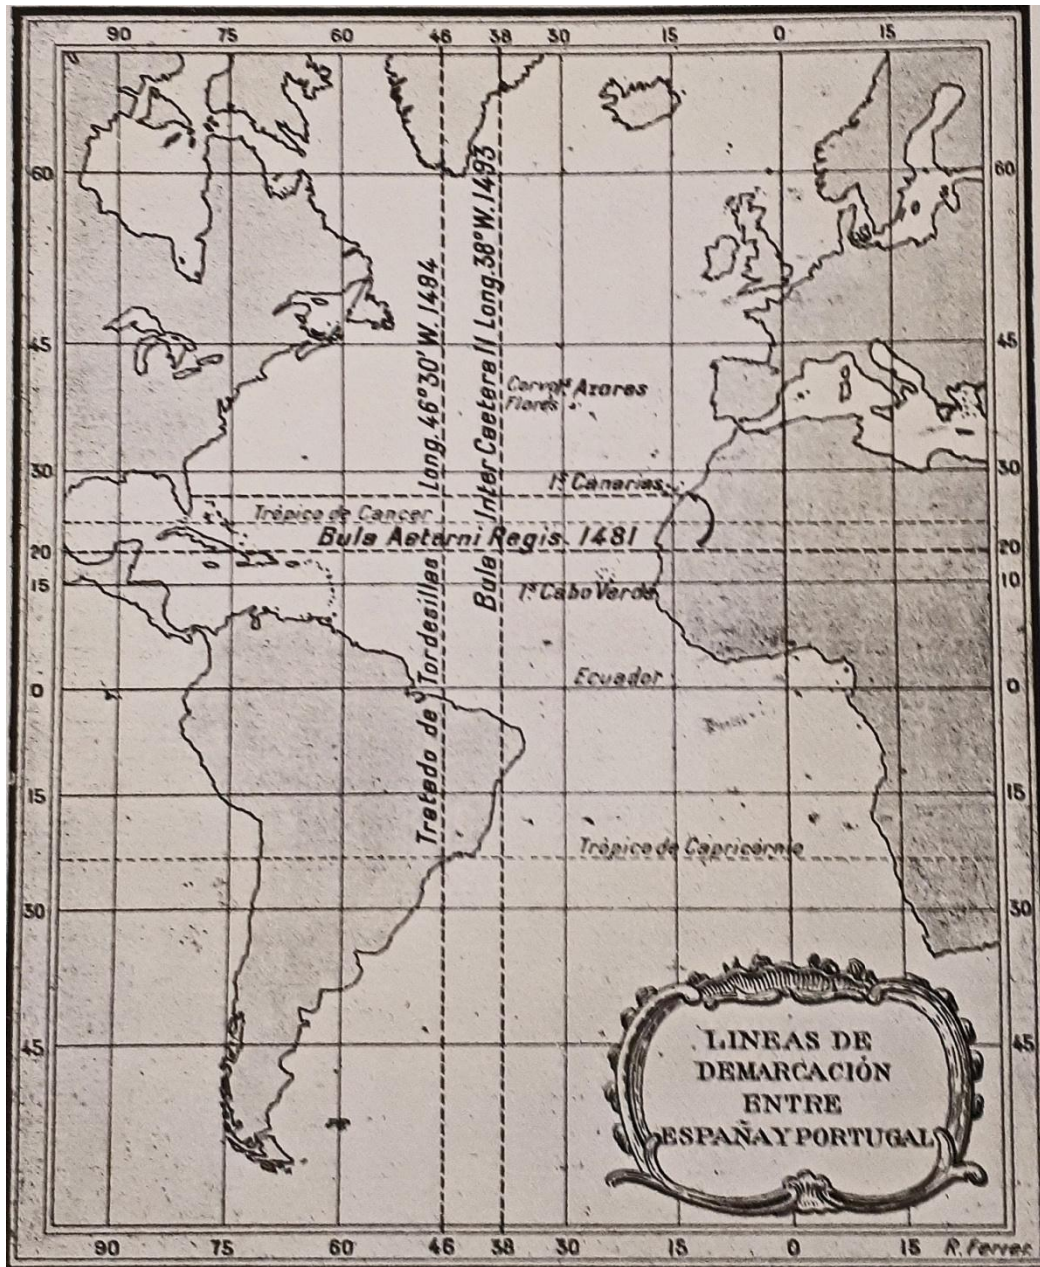 90 75 60 46 38 30 15 0 15
60 60
Long. 46°30' W. 1494
Tratado de Tordesillas
Bula Inter Caetera II Long. 38° W. 1493
45 45
Corvo Is Azores
Flores
30 30
Is Canarias
Trópico de Cancer
Bula Aeterni Regis. 1481
20 20
15 10
Is Cabo Verde
0 Ecuador 0
15 15
Trópico de Capricornio
30 30
45 45
LINEAS DE
DEMARCACIÓN
ENTRE
ESPAÑA Y PORTUGAL
90 75 60 46 38 30 15 0 15 R. Ferrer.